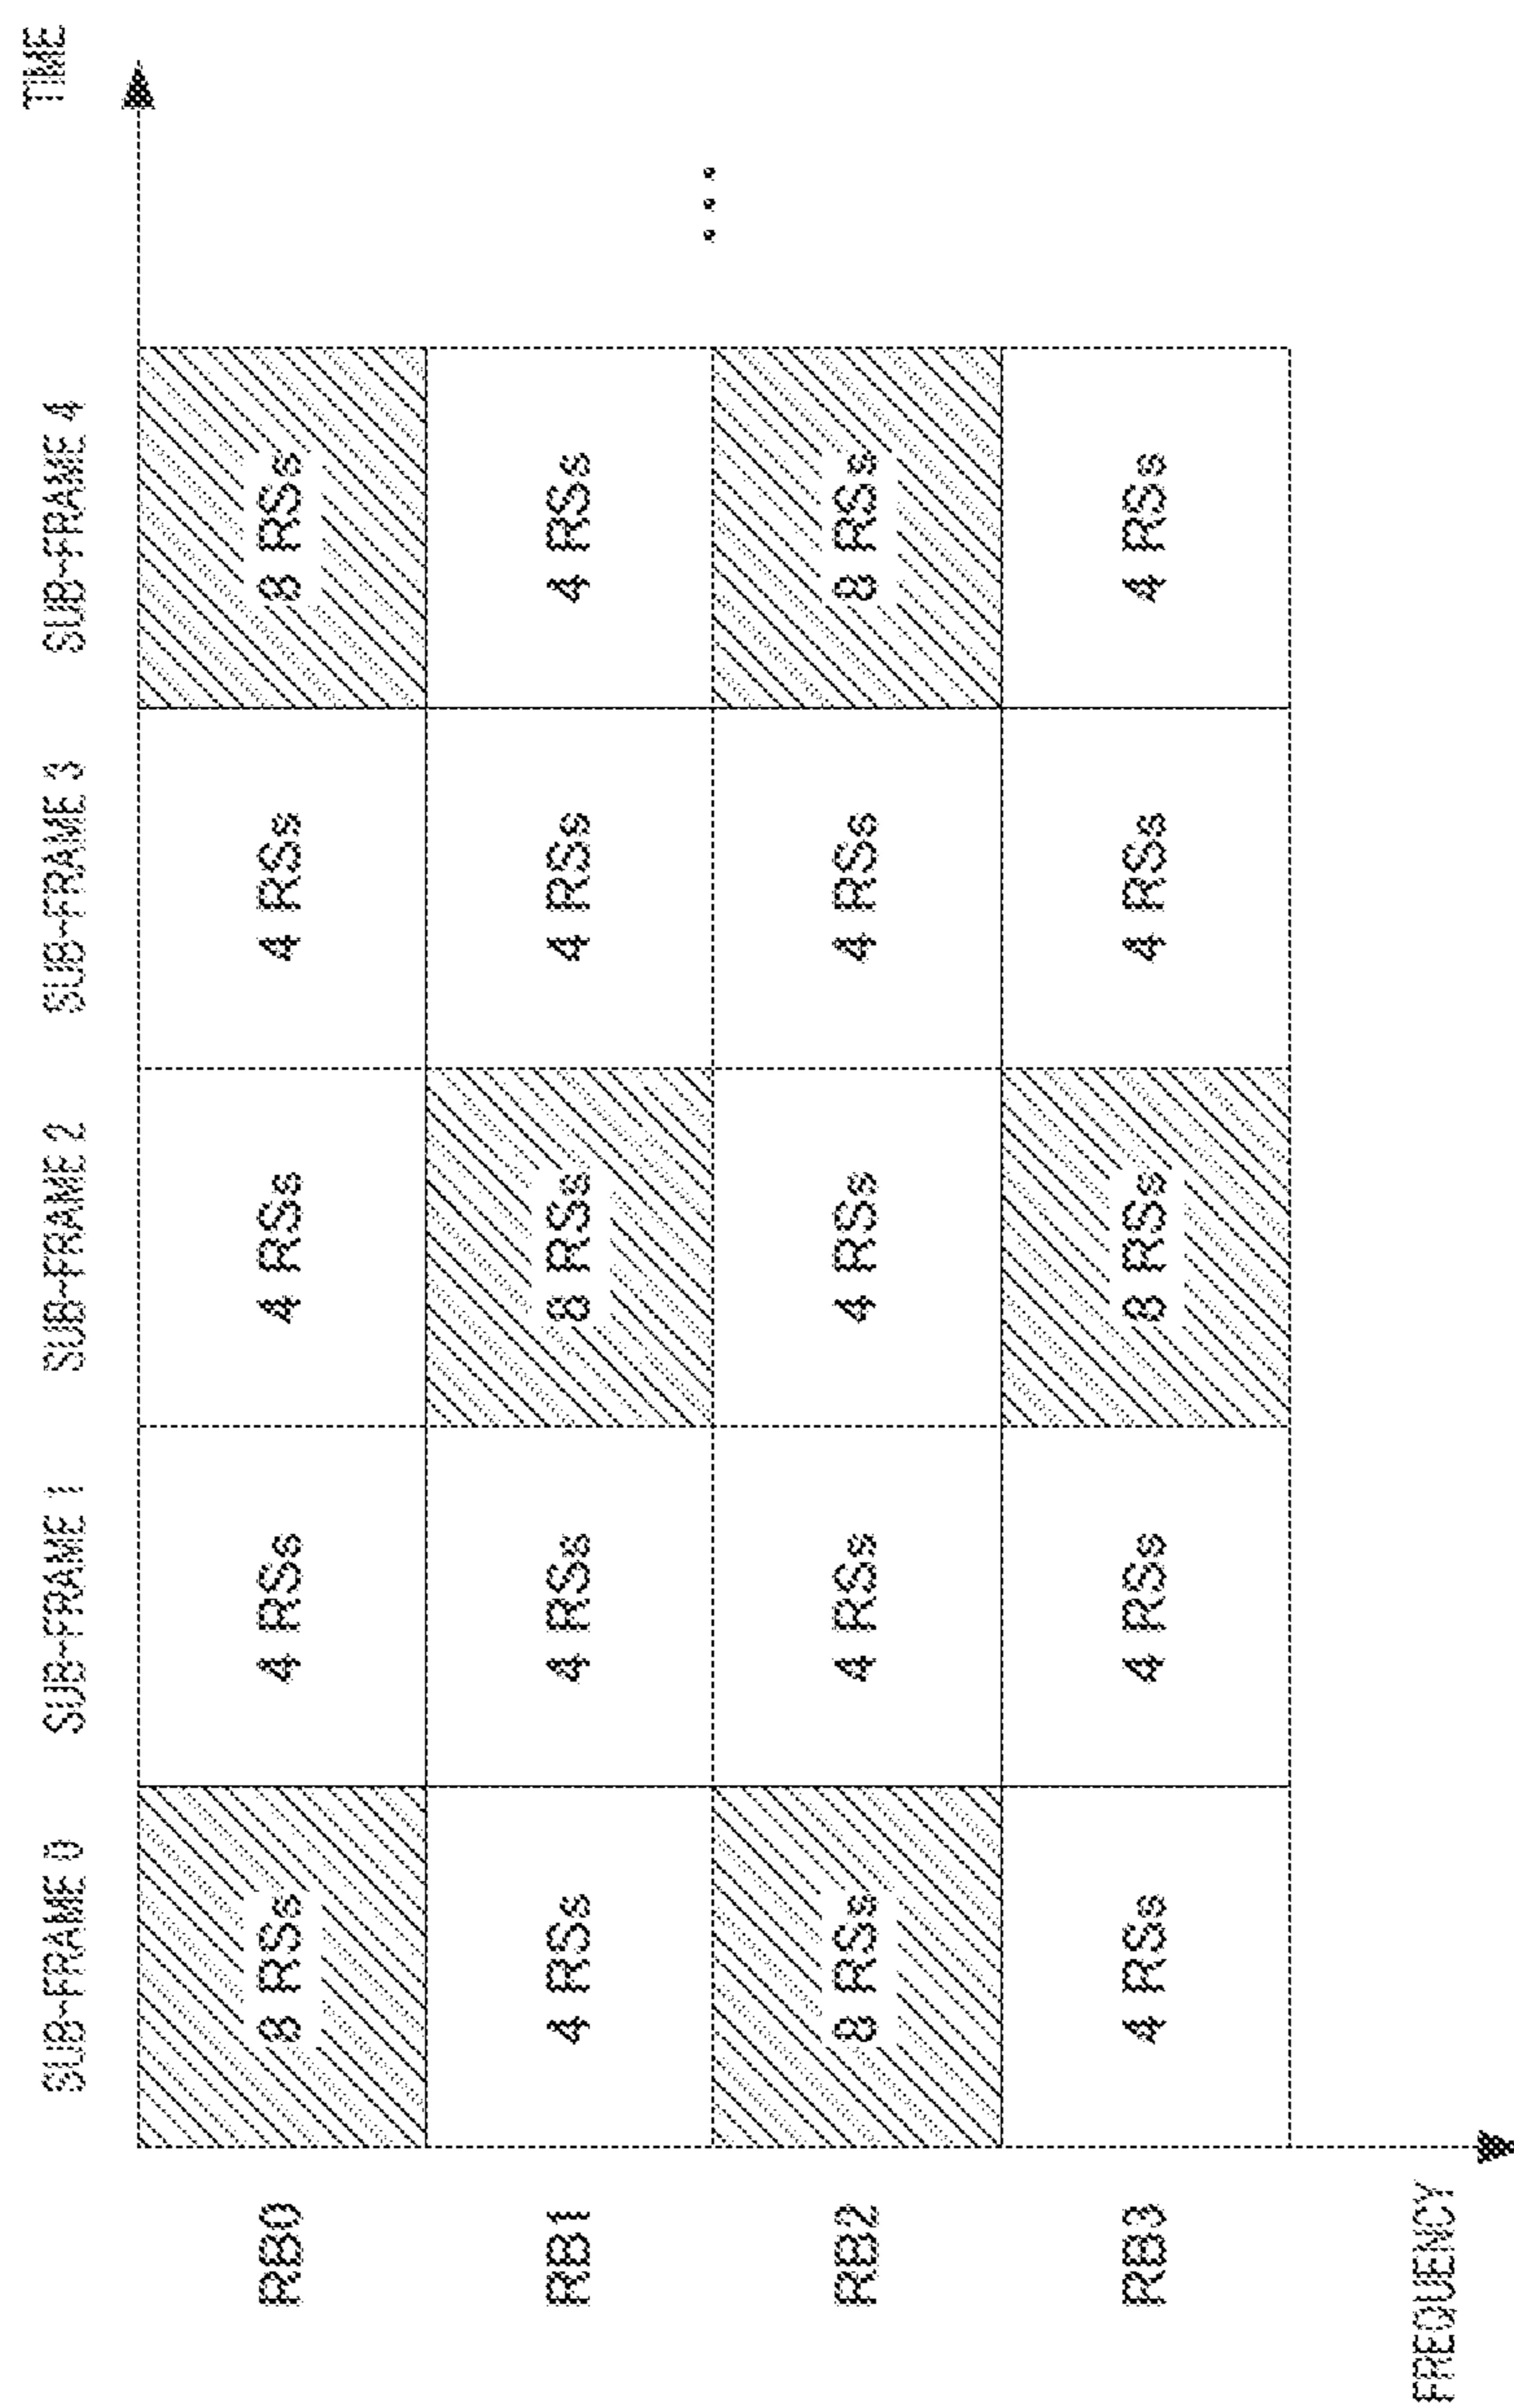 TIME
SUB-FRAME 0 SUB-FRAME 1 SUB-FRAME 2 SUB-FRAME 3 SUB-FRAME 4
RB0 8 RSs 4 RSs 4 RSs 4 RSs 8 RSs
RB1 4 RSs 4 RSs 8 RSs 4 RSs 4 RSs
...
RB2 8 RSs 4 RSs 4 RSs 4 RSs 8 RSs
RB3 4 RSs 4 RSs 8 RSs 4 RSs 4 RSs
FREQUENCY